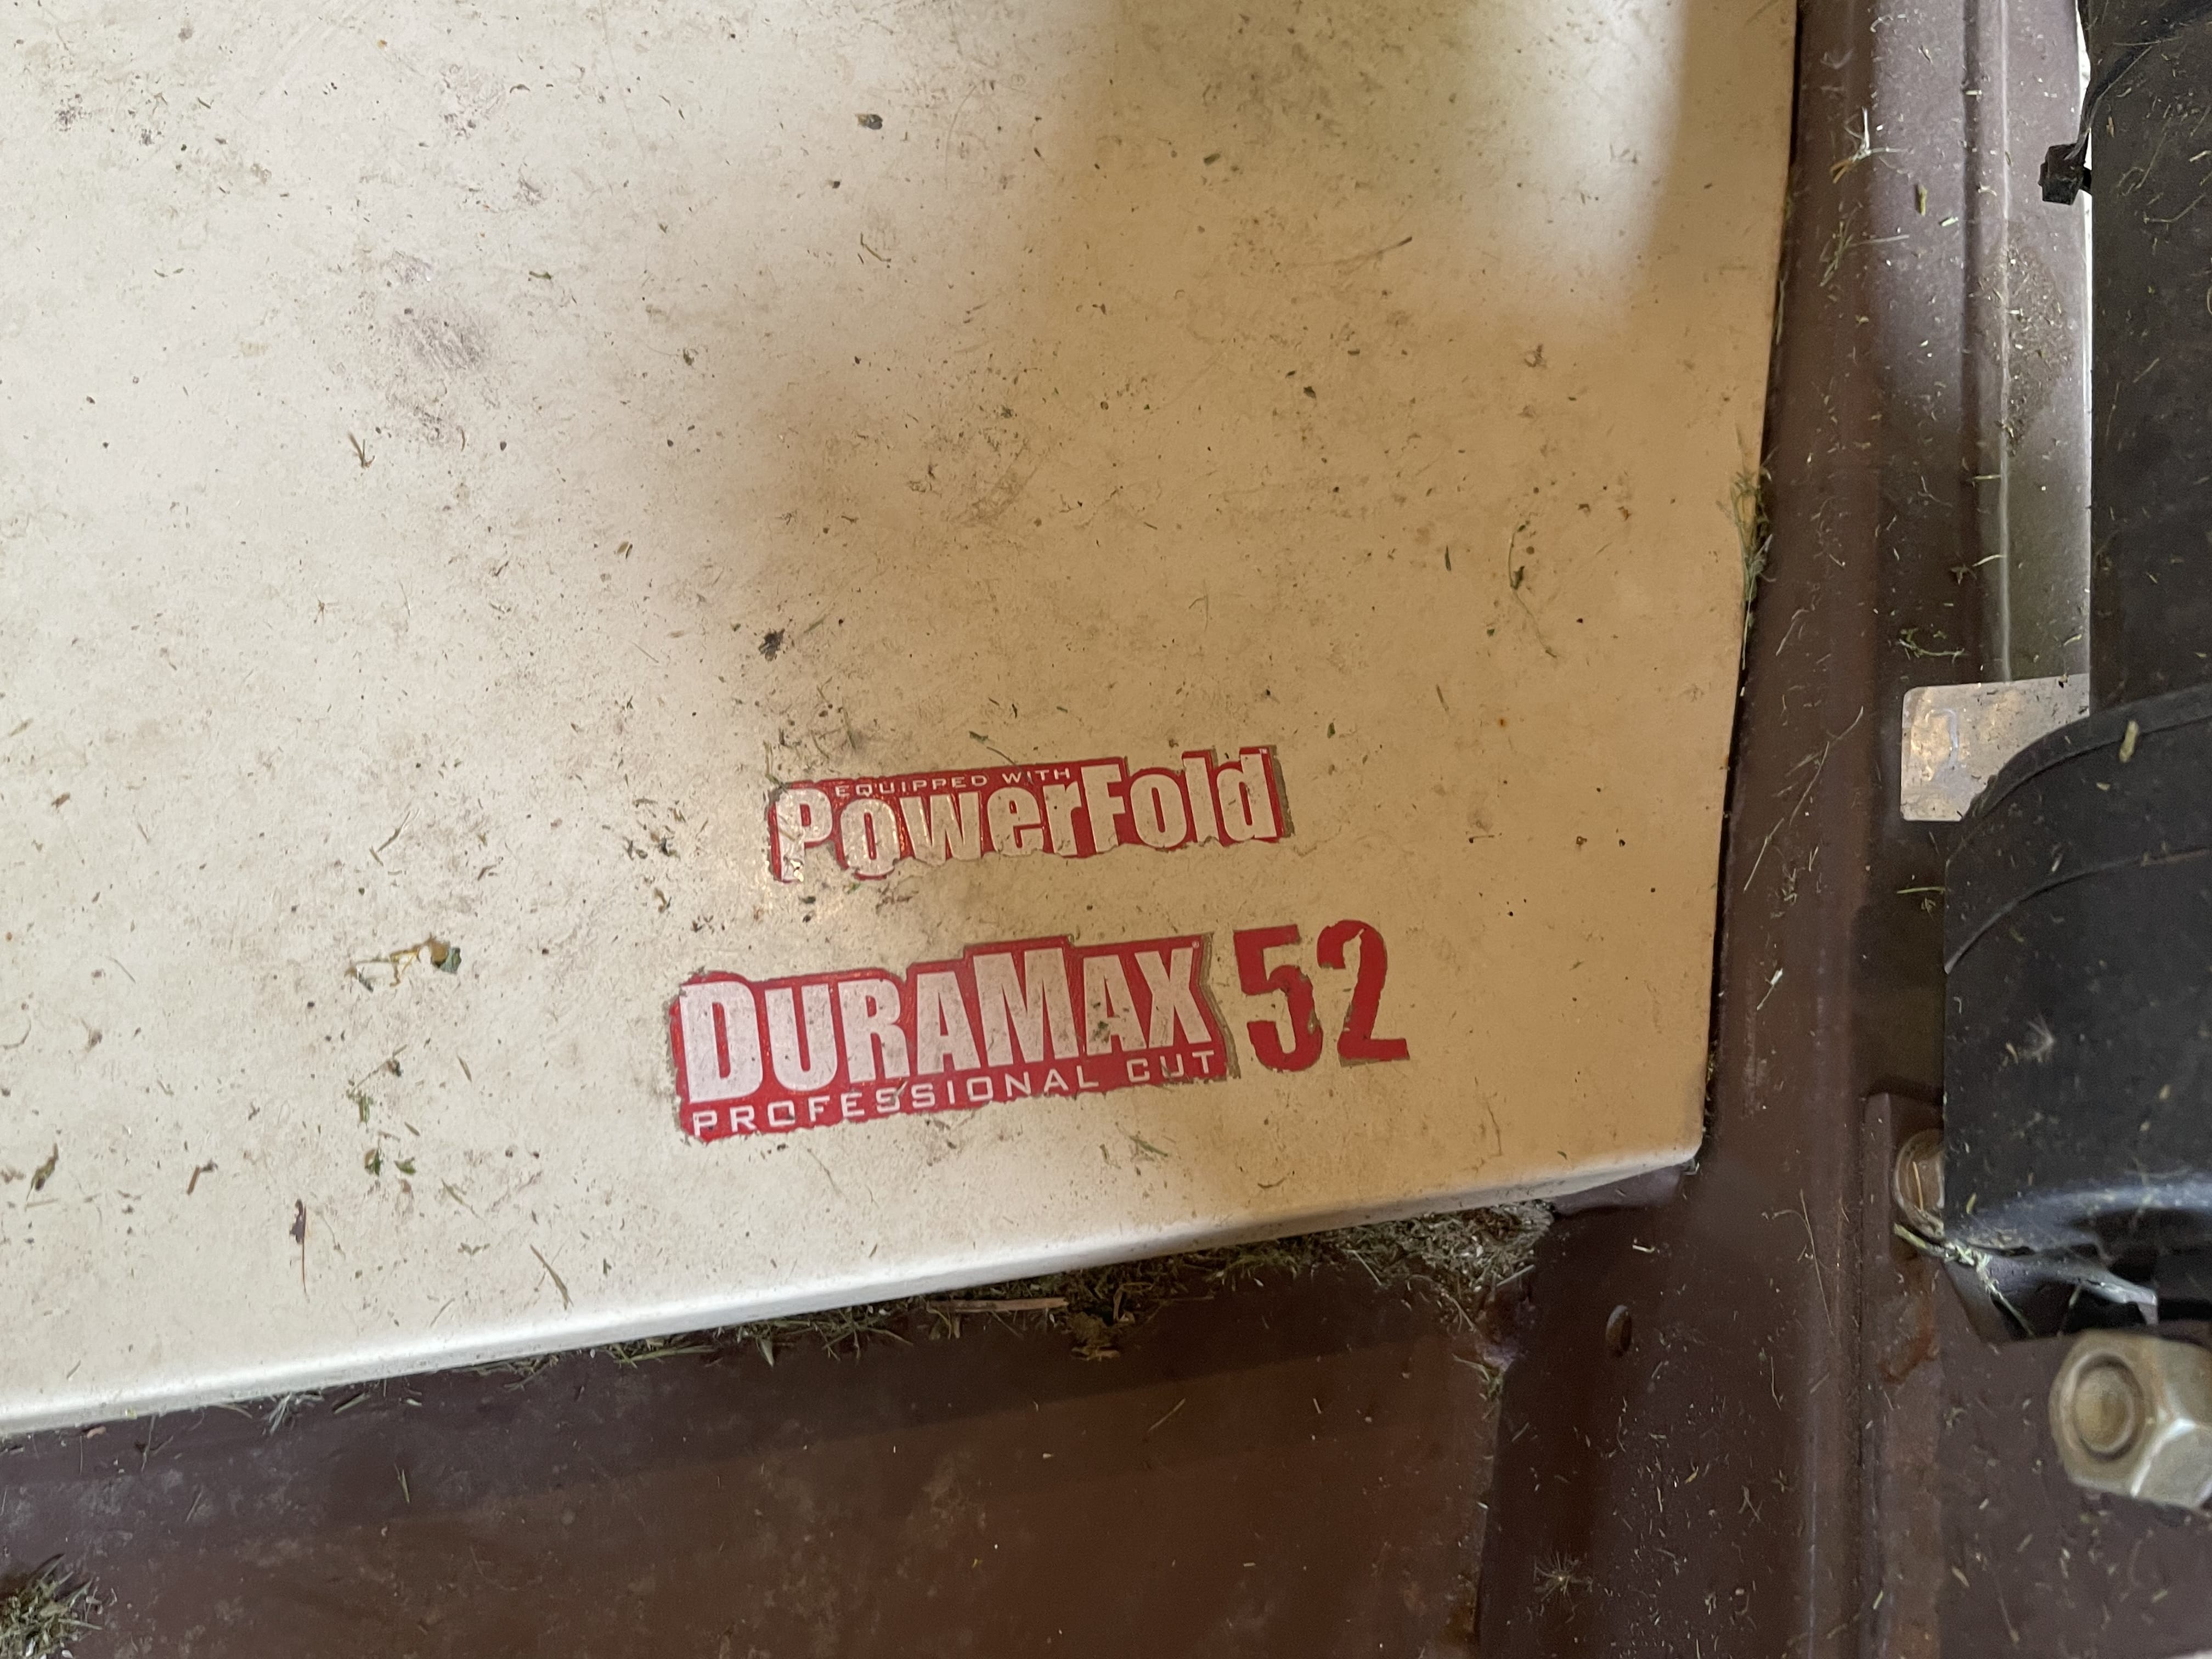 EQUIPPED WITH
PowerFold
DURAMAX 52
PROFESSIONAL CUT